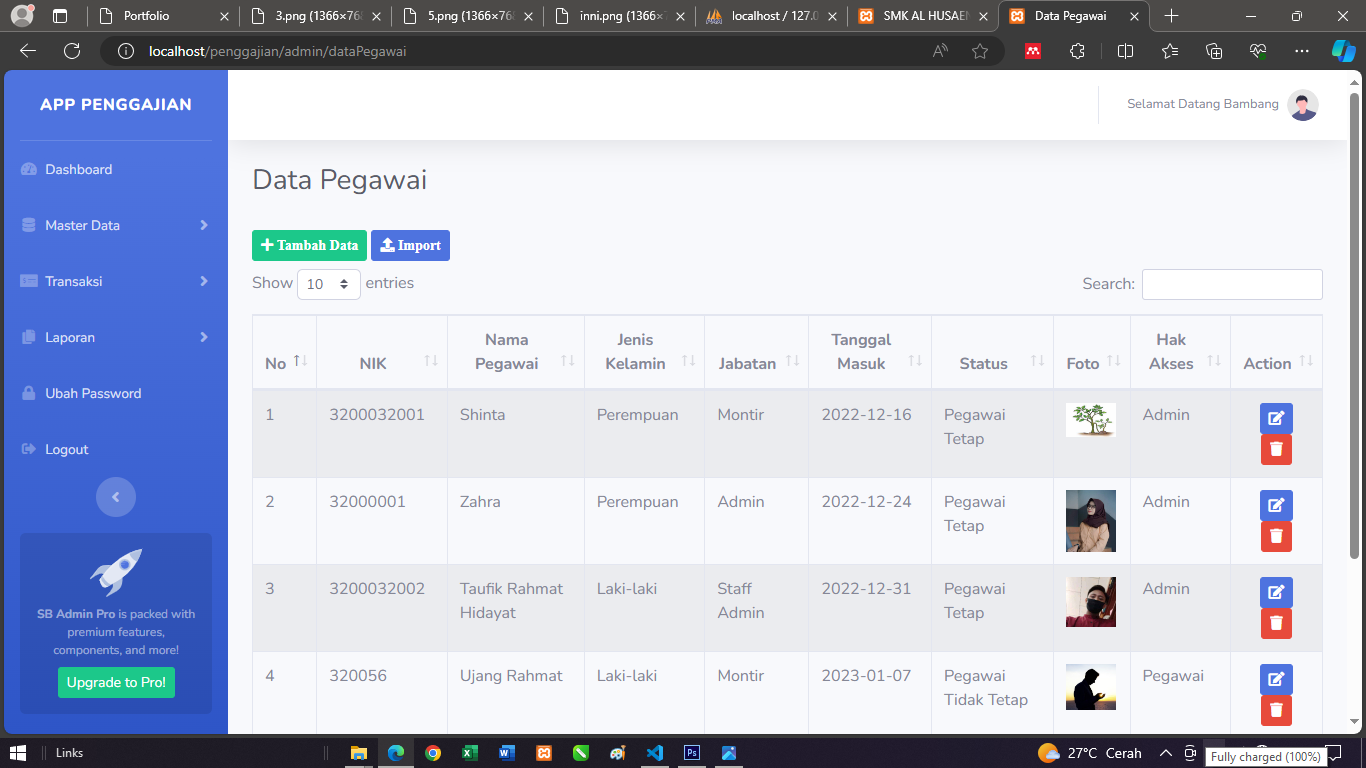 Portfolio
3.png (1366×768
5.png (1366×768
inni.png (1366×7
localhost / 127.0
SMK AL HUSAEN
Data Pegawai
localhost/penggajian/admin/dataPegawai
APP PENGGAJIAN
Selamat Datang Bambang
Dashboard
Master Data
Transaksi
Laporan
Ubah Password
Logout
SB Admin Pro is packed with
premium features,
components, and more!
Upgrade to Pro!
Data Pegawai
Tambah Data
Import
Show 10 entries
Search:
No NIK Nama Pegawai Jenis Kelamin Jabatan Tanggal Masuk Status Foto Hak Akses Action
1 3200032001 Shinta Perempuan Montir 2022-12-16 Pegawai Tetap Admin
2 32000001 Zahra Perempuan Admin 2022-12-24 Pegawai Tetap Admin
3 3200032002 Taufik Rahmat Hidayat Laki-laki Staff Admin 2022-12-31 Pegawai Tetap Admin
4 320056 Ujang Rahmat Laki-laki Montir 2023-01-07 Pegawai Tidak Tetap Pegawai
Links
27°C Cerah
Fully charged (100%)